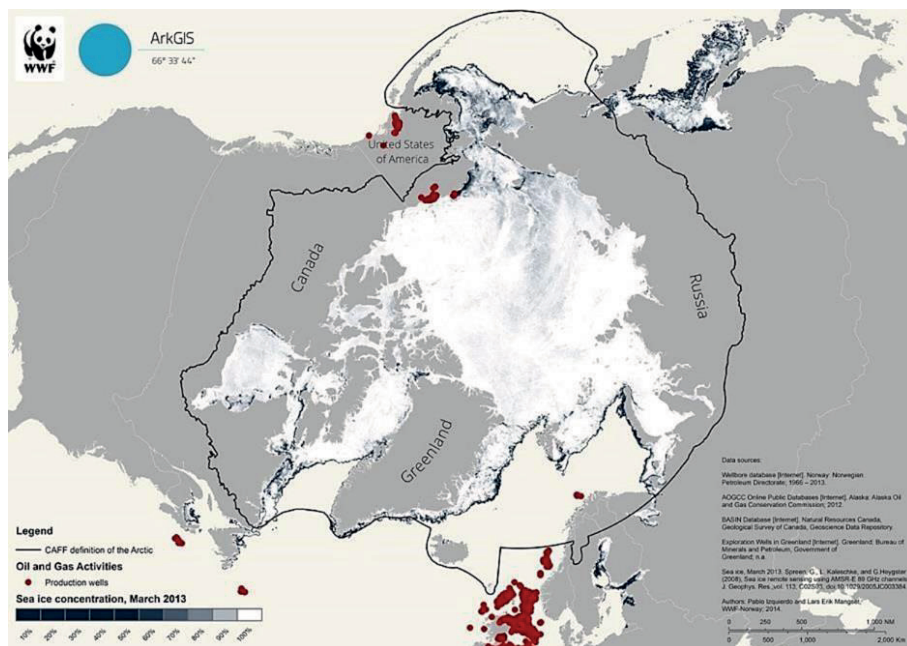 WWF
ArkGIS
66° 33' 44"
United States
of America
Canada
Russia
Greenland
Legend
CAFF definition of the Arctic
Oil and Gas Activities
Production wells
Sea ice concentration, March 2013
10% 20% 30% 40% 50% 60% 70% 80% 90% 100%
Data sources:
Wellbore database [Internet]. Norway: Norwegian
Petroleum Directorate; 1966 – 2013.
AOGCC Online Public Databases [Internet], Alaska: Alaska Oil
and Gas Conservation Commission; 2012.
BASIN Database [Internet]. Natural Resources Canada;
Geological Survey of Canada, Geoscience Data Repository.
Exploration Wells in Greenland [Internet]. Greenland; Bureau of
Minerals and Petroleum, Government of
Greenland; n.a.
Sea ice, March 2013. Spreen, G., L. Kaleschke, and G.Heygster
(2008), Sea ice remote sensing using AMSR-E 89 GHz channels
J. Geophys. Res.,vol. 113, C02S03, doi:10.1029/2005JC003384.
Authors: Pablo Izquierdo and Lars Erik Mangset,
WWF-Norway; 2014.
0 250 500 1,000 NM
0 500 1,000 2,000 Km